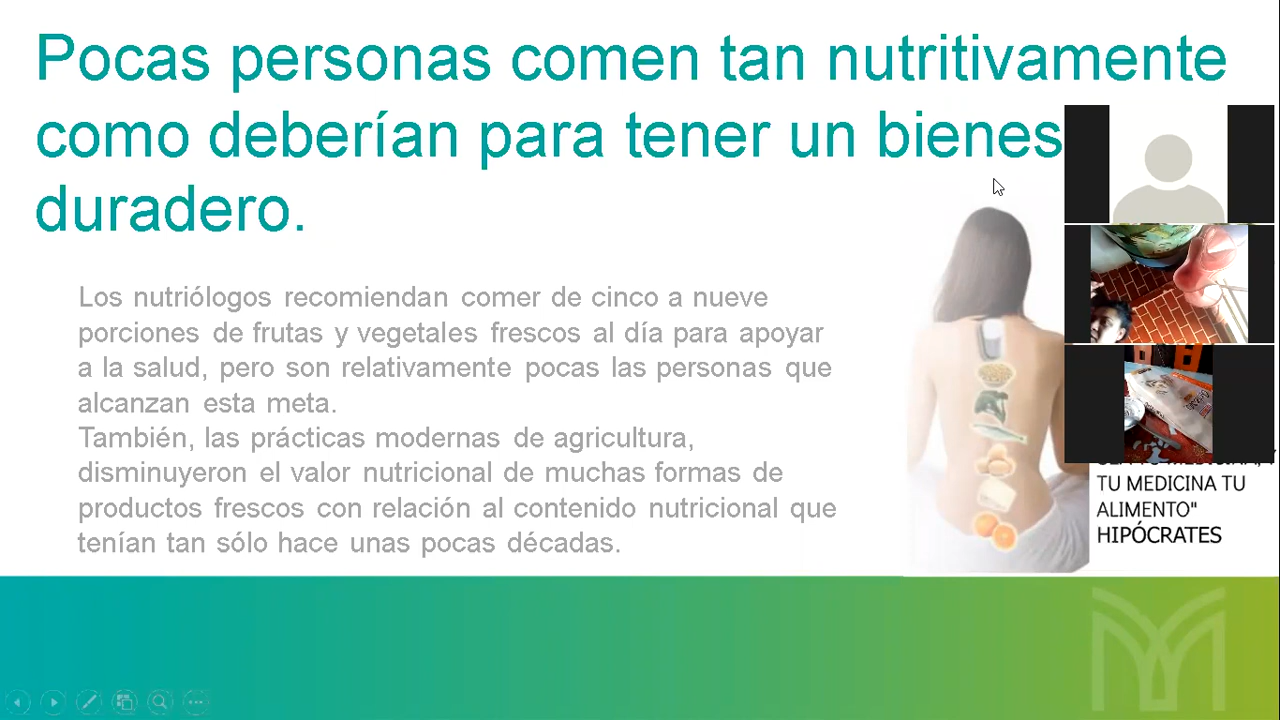 Pocas personas comen tan nutritivamente
como deberían para tener un bienes
duradero.
Los nutriólogos recomiendan comer de cinco a nueve
porciones de frutas y vegetales frescos al día para apoyar
a la salud, pero son relativamente pocas las personas que
alcanzan esta meta.
También, las prácticas modernas de agricultura,
disminuyeron el valor nutricional de muchas formas de
productos frescos con relación al contenido nutricional que
tenían tan sólo hace unas pocas décadas.
TU MEDICINA TU
ALIMENTO"
HIPÓCRATES